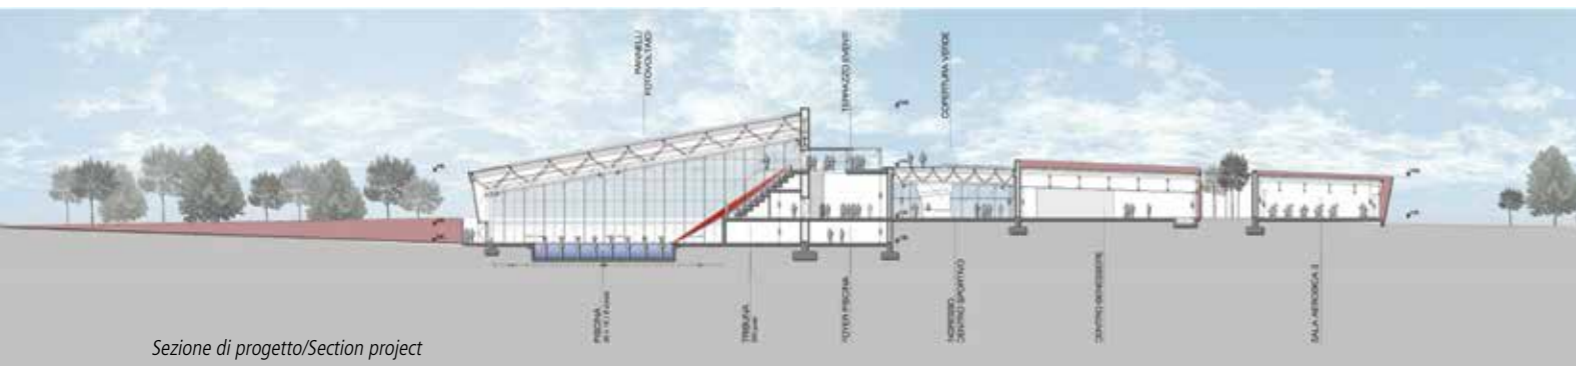 PANNELLI
FOTOVOLTAICI
TERRAZZO EVENTI
COPERTURA VERDE
PISCINA
TRIBUNA
FOYER PISCINA
INGRESSO
CENTRO SPORTIVO
CENTRO BENESSERE
SALA AEROBICA 3
Sezione di progetto/Section project